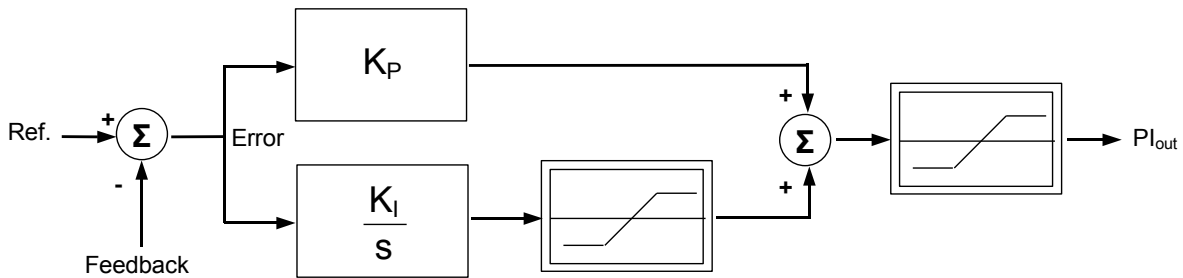 K_P
+
+
Ref.
+
Σ
Error
Σ
PI_out
-
+
K_I
s
Feedback